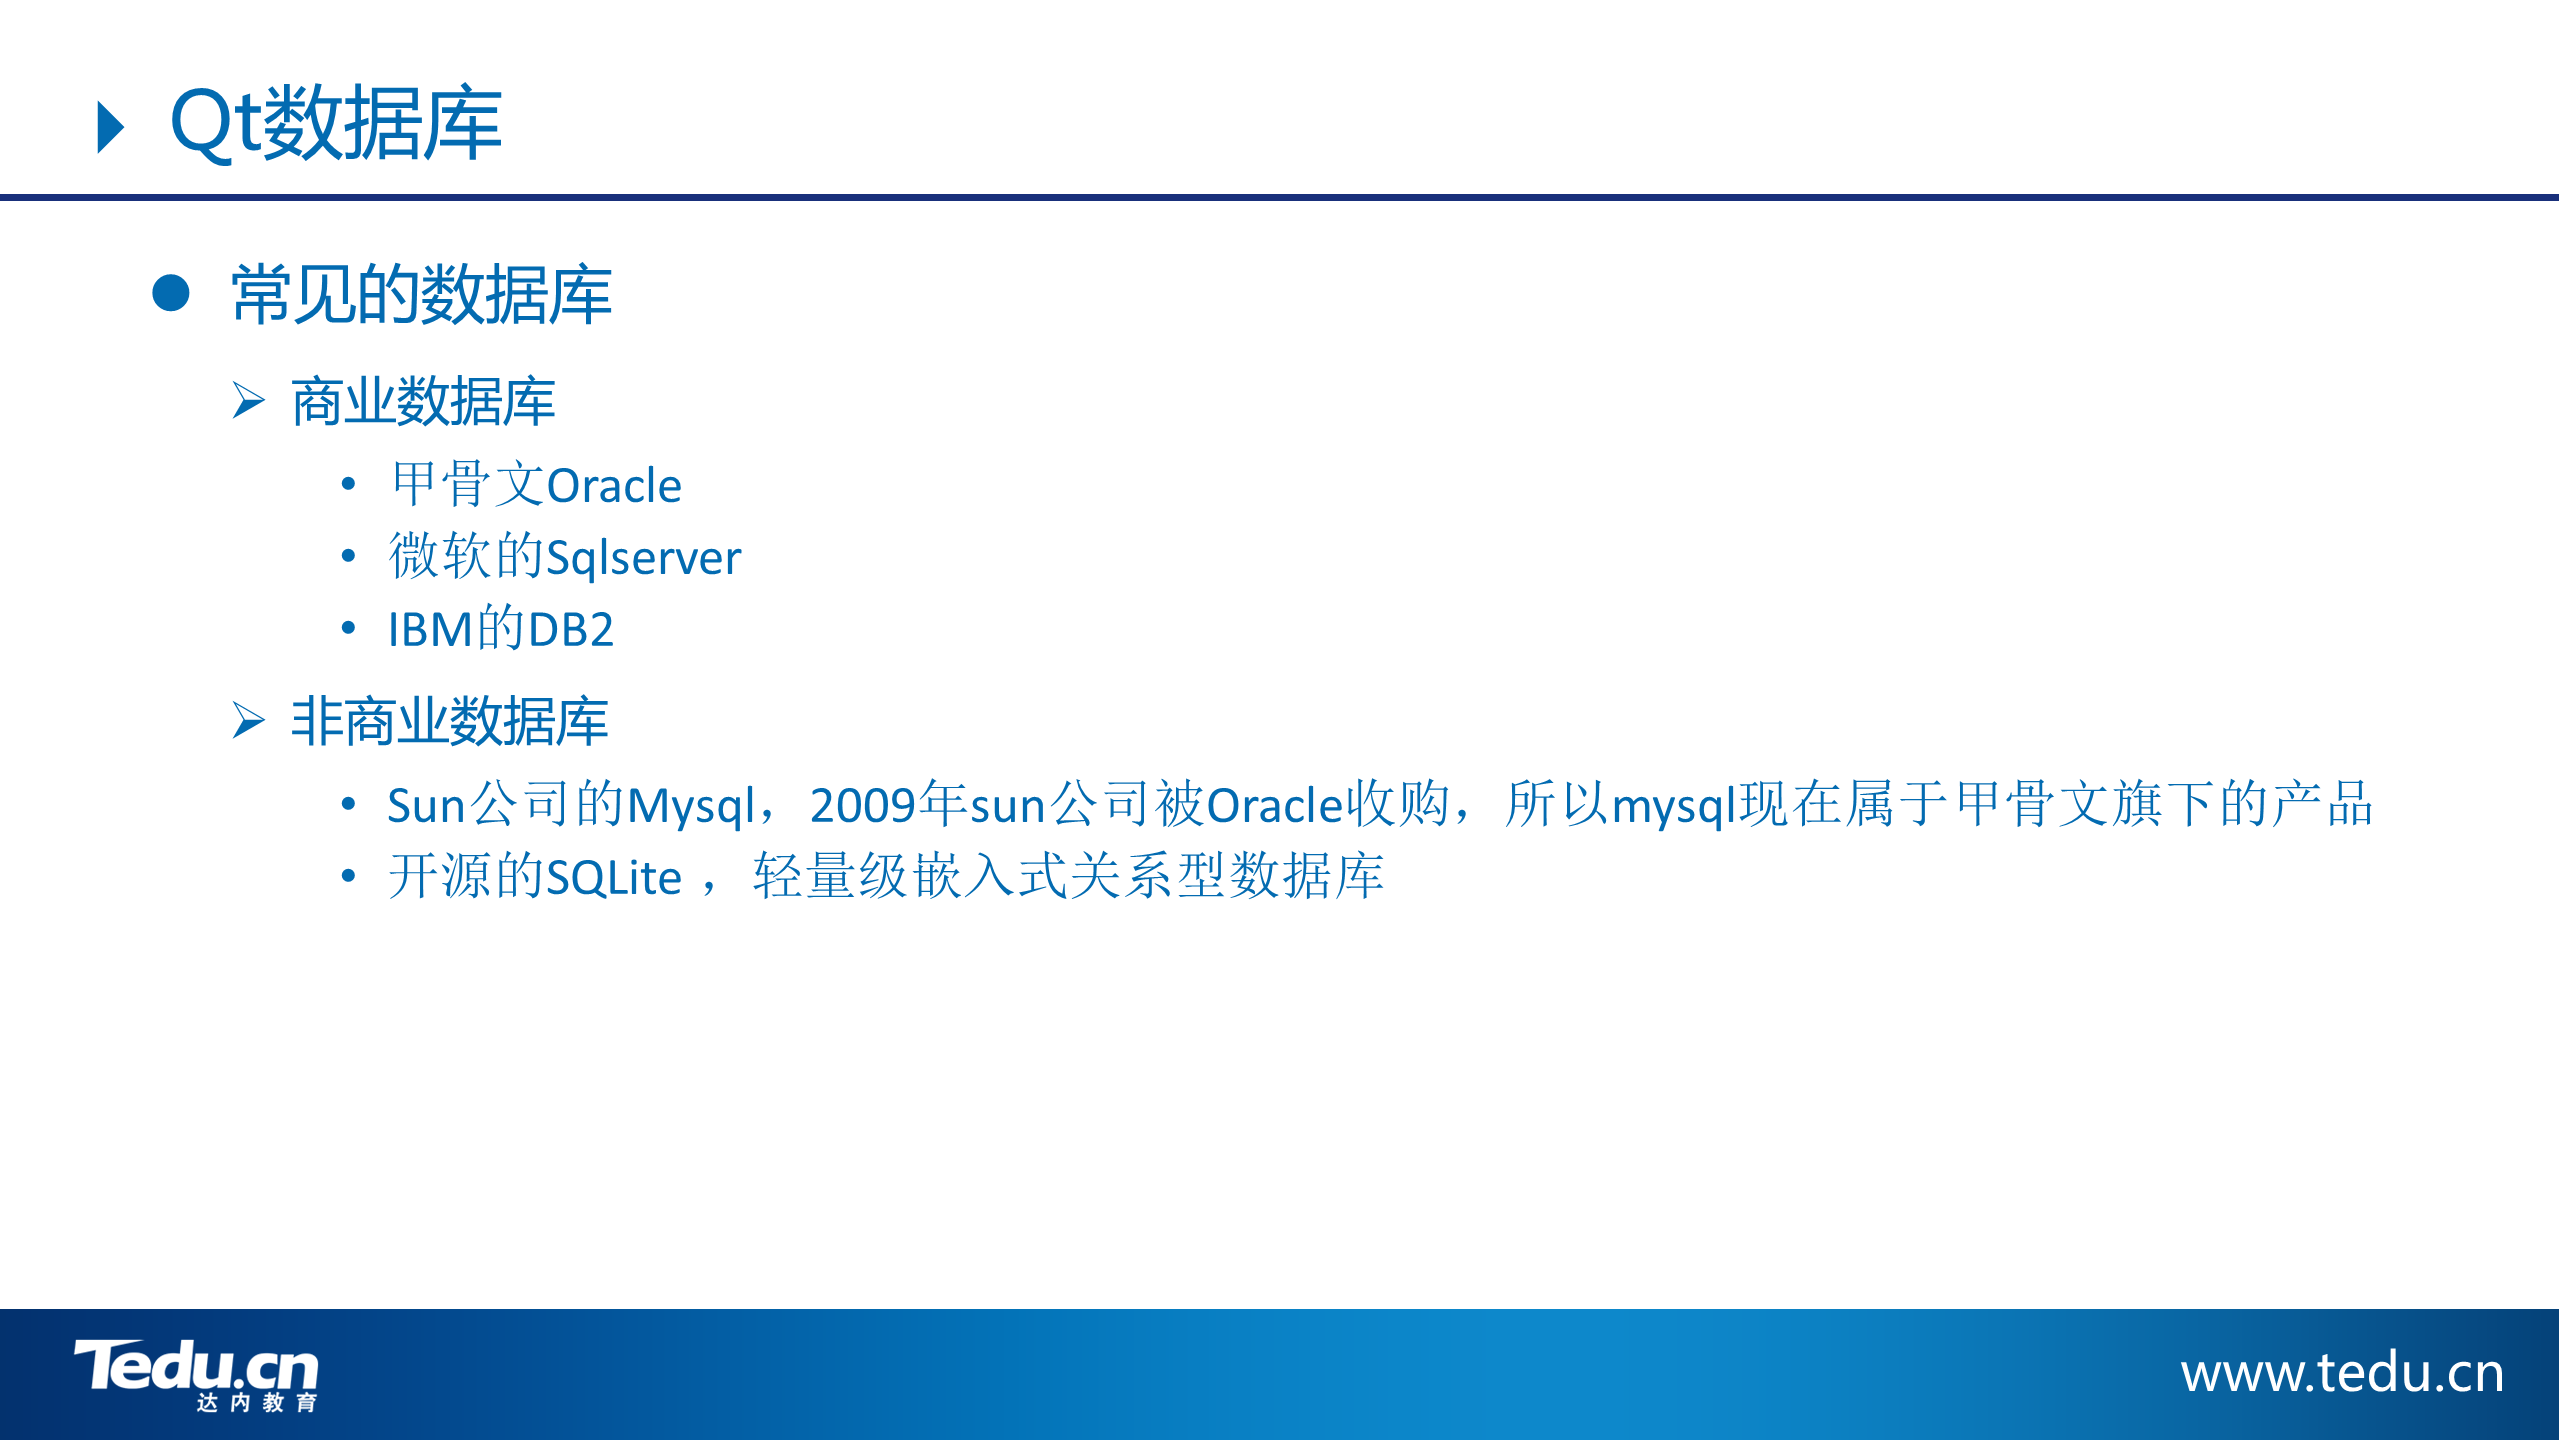 Qt数据库
常见的数据库
商业数据库
甲骨文Oracle
微软的Sqlserver
IBM的DB2
非商业数据库
Sun公司的Mysql，2009年sun公司被Oracle收购，所以mysql现在属于甲骨文旗下的产品
开源的SQLite ，轻量级嵌入式关系型数据库
Tedu.cn
达内教育
www.tedu.cn